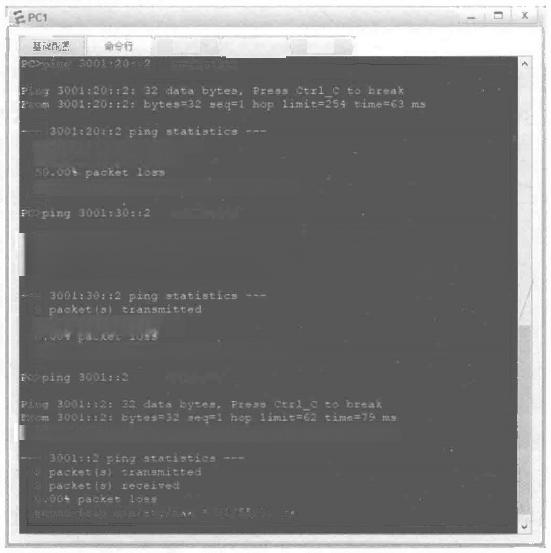 PC1
基础配置 命令行
PC>ping 3001:20::2
Ping 3001:20::2: 32 data bytes, Press Ctrl_C to break
From 3001:20::2: bytes=32 seq=1 hop limit=254 time=63 ms
--- 3001:20::2 ping statistics ---
50.00% packet loss
PC>ping 3001:30::2
--- 3001:30::2 ping statistics ---
packet(s) transmitted
0.00% packet loss
PC>ping 3001::2
Ping 3001::2: 32 data bytes, Press Ctrl_C to break
From 3001::2: bytes=32 seq=1 hop limit=62 time=79 ms
--- 3001::2 ping statistics ---
packet(s) transmitted
packet(s) received
0.00% packet loss